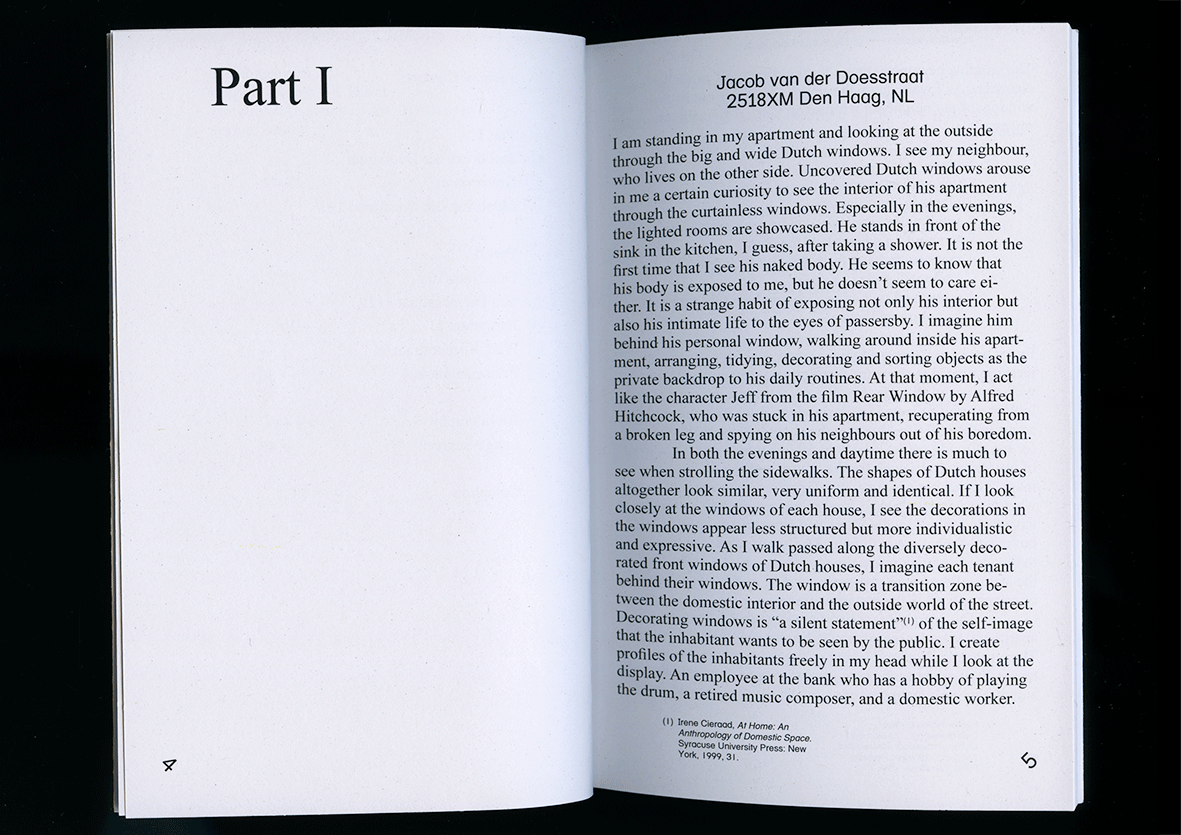 Part I
4
Jacob van der Doesstraat
2518XM Den Haag, NL
I am standing in my apartment and looking at the outside
through the big and wide Dutch windows. I see my neighbour,
who lives on the other side. Uncovered Dutch windows arouse
in me a certain curiosity to see the interior of his apartment
through the curtainless windows. Especially in the evenings,
the lighted rooms are showcased. He stands in front of the
sink in the kitchen, I guess, after taking a shower. It is not the
first time that I see his naked body. He seems to know that
his body is exposed to me, but he doesn’t seem to care ei-
ther. It is a strange habit of exposing not only his interior but
also his intimate life to the eyes of passersby. I imagine him
behind his personal window, walking around inside his apart-
ment, arranging, tidying, decorating and sorting objects as the
private backdrop to his daily routines. At that moment, I act
like the character Jeff from the film Rear Window by Alfred
Hitchcock, who was stuck in his apartment, recuperating from
a broken leg and spying on his neighbours out of his boredom.
In both the evenings and daytime there is much to
see when strolling the sidewalks. The shapes of Dutch houses
altogether look similar, very uniform and identical. If I look
closely at the windows of each house, I see the decorations in
the windows appear less structured but more individualistic
and expressive. As I walk passed along the diversely deco-
rated front windows of Dutch houses, I imagine each tenant
behind their windows. The window is a transition zone be-
tween the domestic interior and the outside world of the street.
Decorating windows is “a silent statement”(1) of the self-image
that the inhabitant wants to be seen by the public. I create
profiles of the inhabitants freely in my head while I look at the
display. An employee at the bank who has a hobby of playing
the drum, a retired music composer, and a domestic worker.
(1) Irene Cieraad, At Home: An
Anthropology of Domestic Space.
Syracuse University Press: New
York, 1999, 31.
5